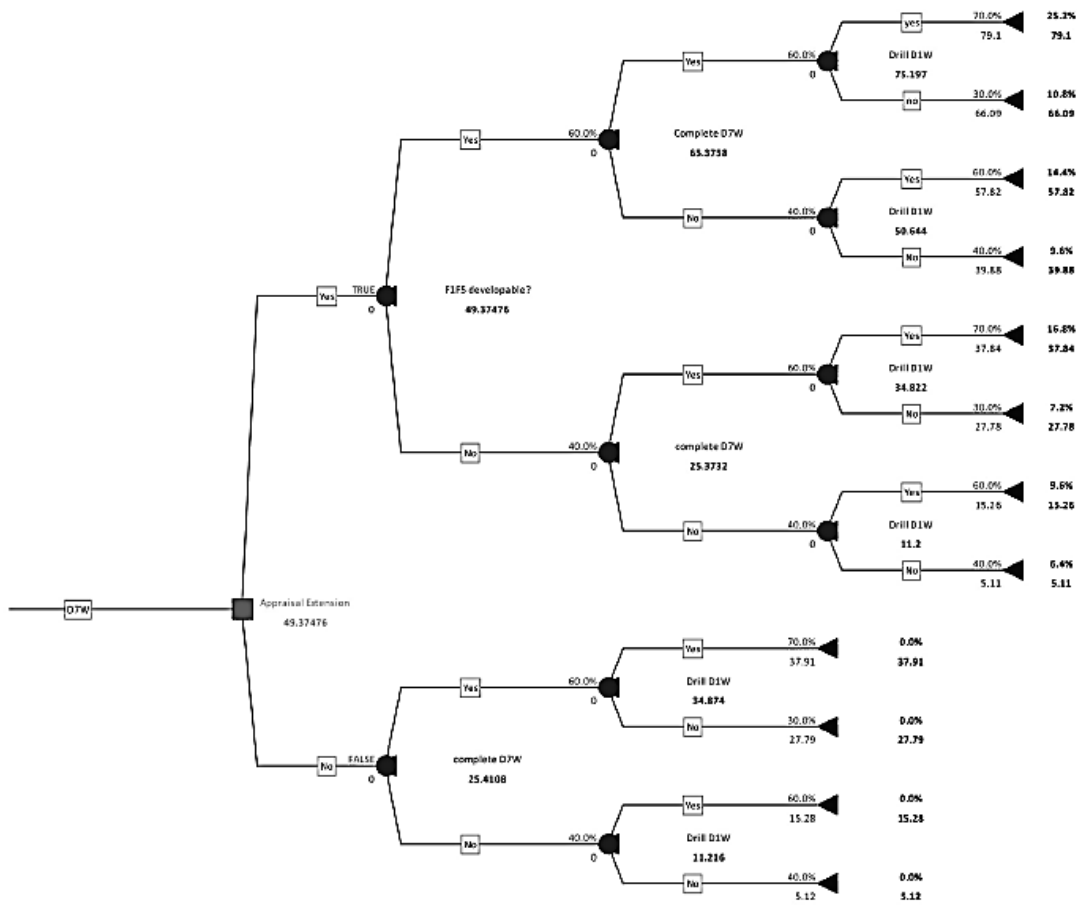 yes
70.0%
79.1
25.2%
79.1
Drill D1W
75.197
no
30.0%
66.09
10.8%
66.09
Yes
60.0%
0
Complete D7W
65.3758
Yes
60.0%
0
No
40.0%
0
Yes
60.0%
57.82
14.4%
57.82
Drill D1W
50.644
No
40.0%
39.88
9.6%
39.88
Yes
TRUE
0
F1F5 developable?
49.37476
Yes
70.0%
37.84
16.8%
37.84
Drill D1W
34.822
No
30.0%
27.78
7.2%
27.78
Yes
60.0%
0
complete D7W
25.3732
No
40.0%
0
No
40.0%
0
Yes
60.0%
15.26
9.6%
15.26
Drill D1W
11.2
No
40.0%
5.11
6.4%
5.11
D7W
Appraisal Extension
49.37476
Yes
70.0%
37.91
0.0%
37.91
Drill D1W
34.874
No
30.0%
27.79
0.0%
27.79
Yes
60.0%
0
No
FALSE
0
complete D7W
25.4108
No
40.0%
0
Yes
60.0%
15.28
0.0%
15.28
Drill D1W
11.216
No
40.0%
5.12
0.0%
5.12